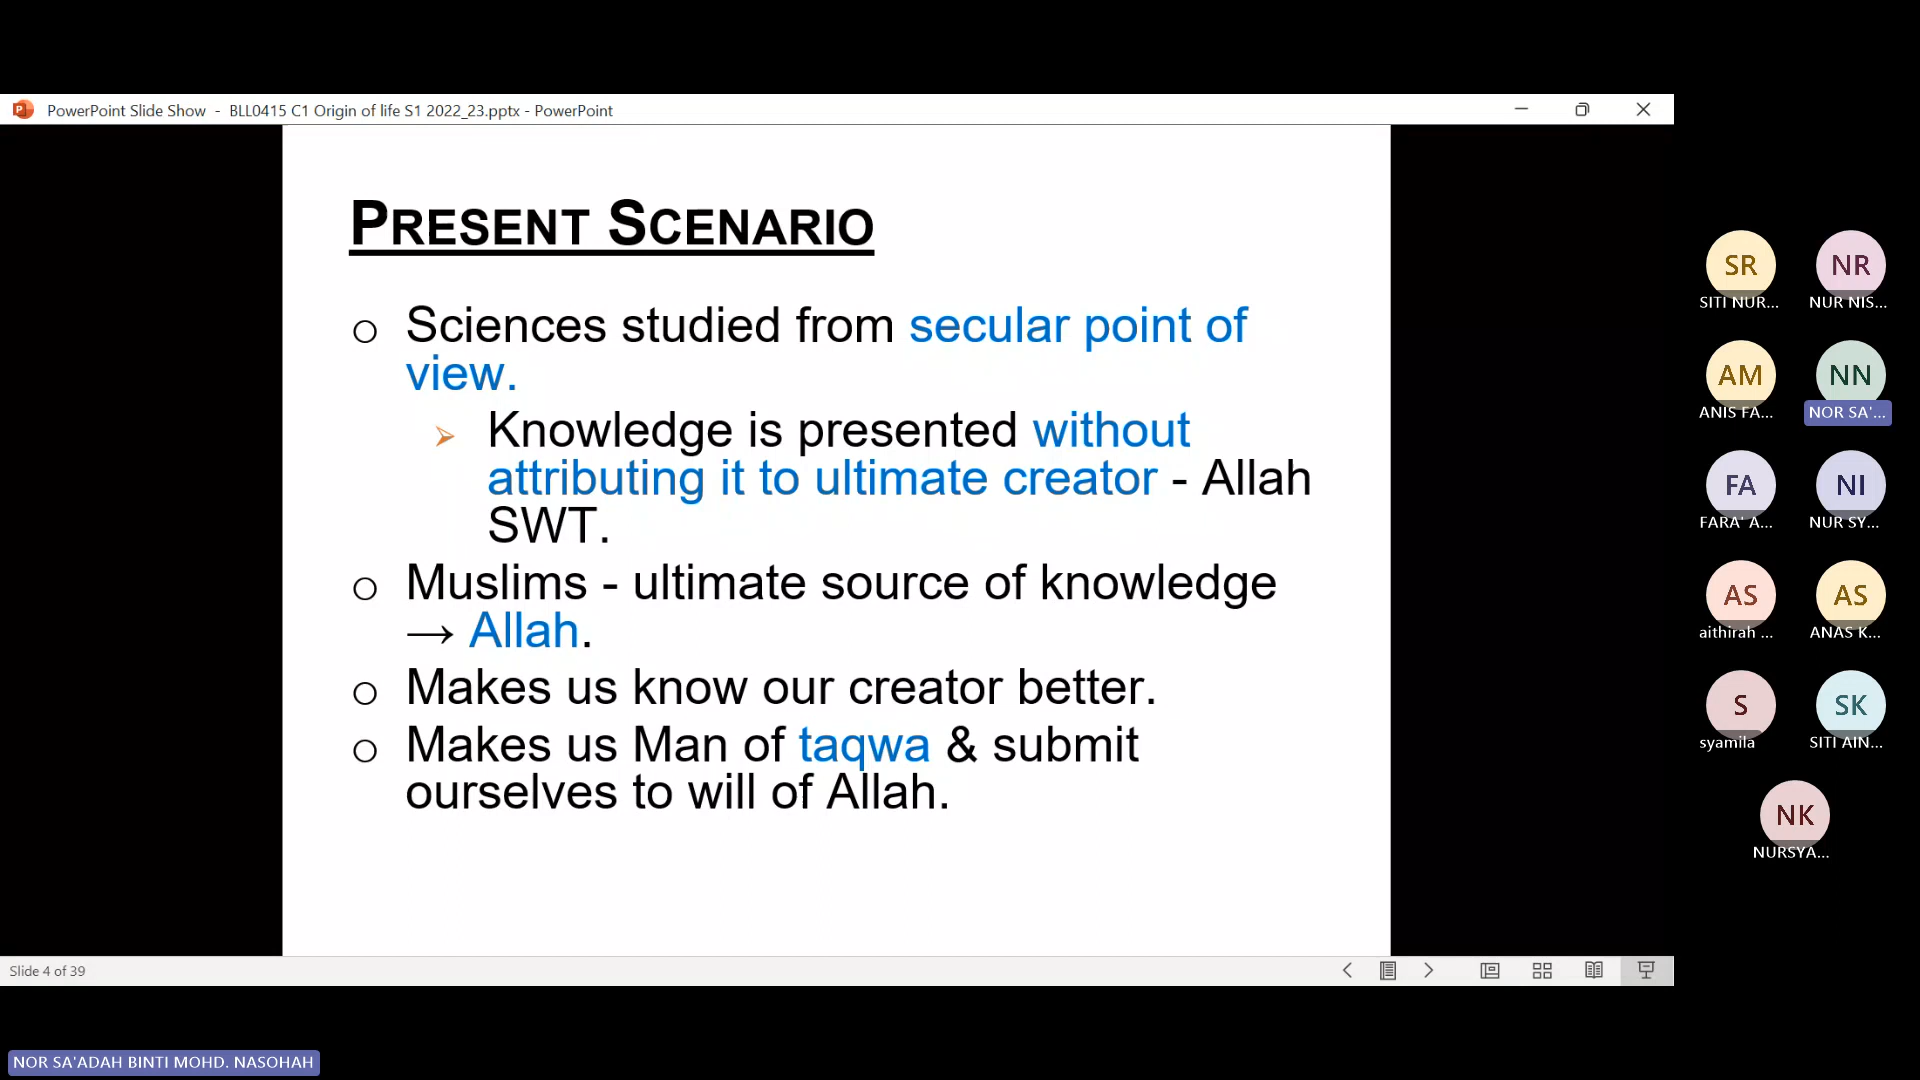 PowerPoint Slide Show - BLL0415 C1 Origin of life S1 2022_23.pptx - PowerPoint
PRESENT SCENARIO
o Sciences studied from secular point of
view.
➢ Knowledge is presented without
attributing it to ultimate creator - Allah
SWT.
o Muslims - ultimate source of knowledge
→ Allah.
o Makes us know our creator better.
o Makes us Man of taqwa & submit
ourselves to will of Allah.
Slide 4 of 39
NOR SA'ADAH BINTI MOHD. NASOHAH
SR NR
SITI NUR... NUR NIS...
AM NN
ANIS FA... NOR SA'...
FA NI
FARA' A... NUR SY...
AS AS
aithirah ... ANAS K...
S SK
syamila SITI AIN...
NK
NURSYA...